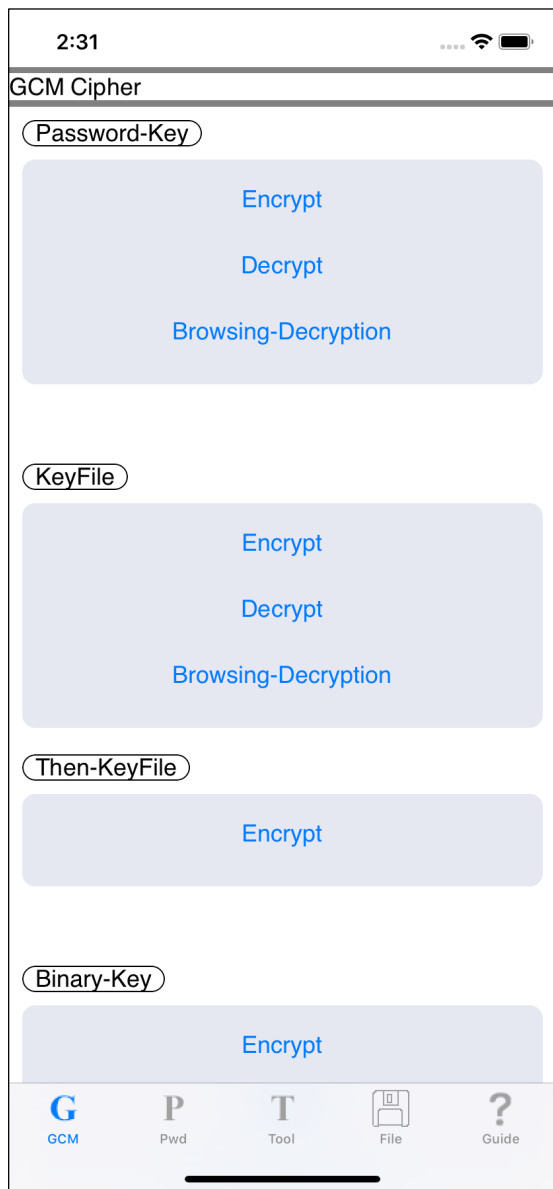 2:31
GCM Cipher
Password-Key
Encrypt
Decrypt
Browsing-Decryption
KeyFile
Encrypt
Decrypt
Browsing-Decryption
Then-KeyFile
Encrypt
Binary-Key
Encrypt
G P T ?
GCM Pwd Tool File Guide